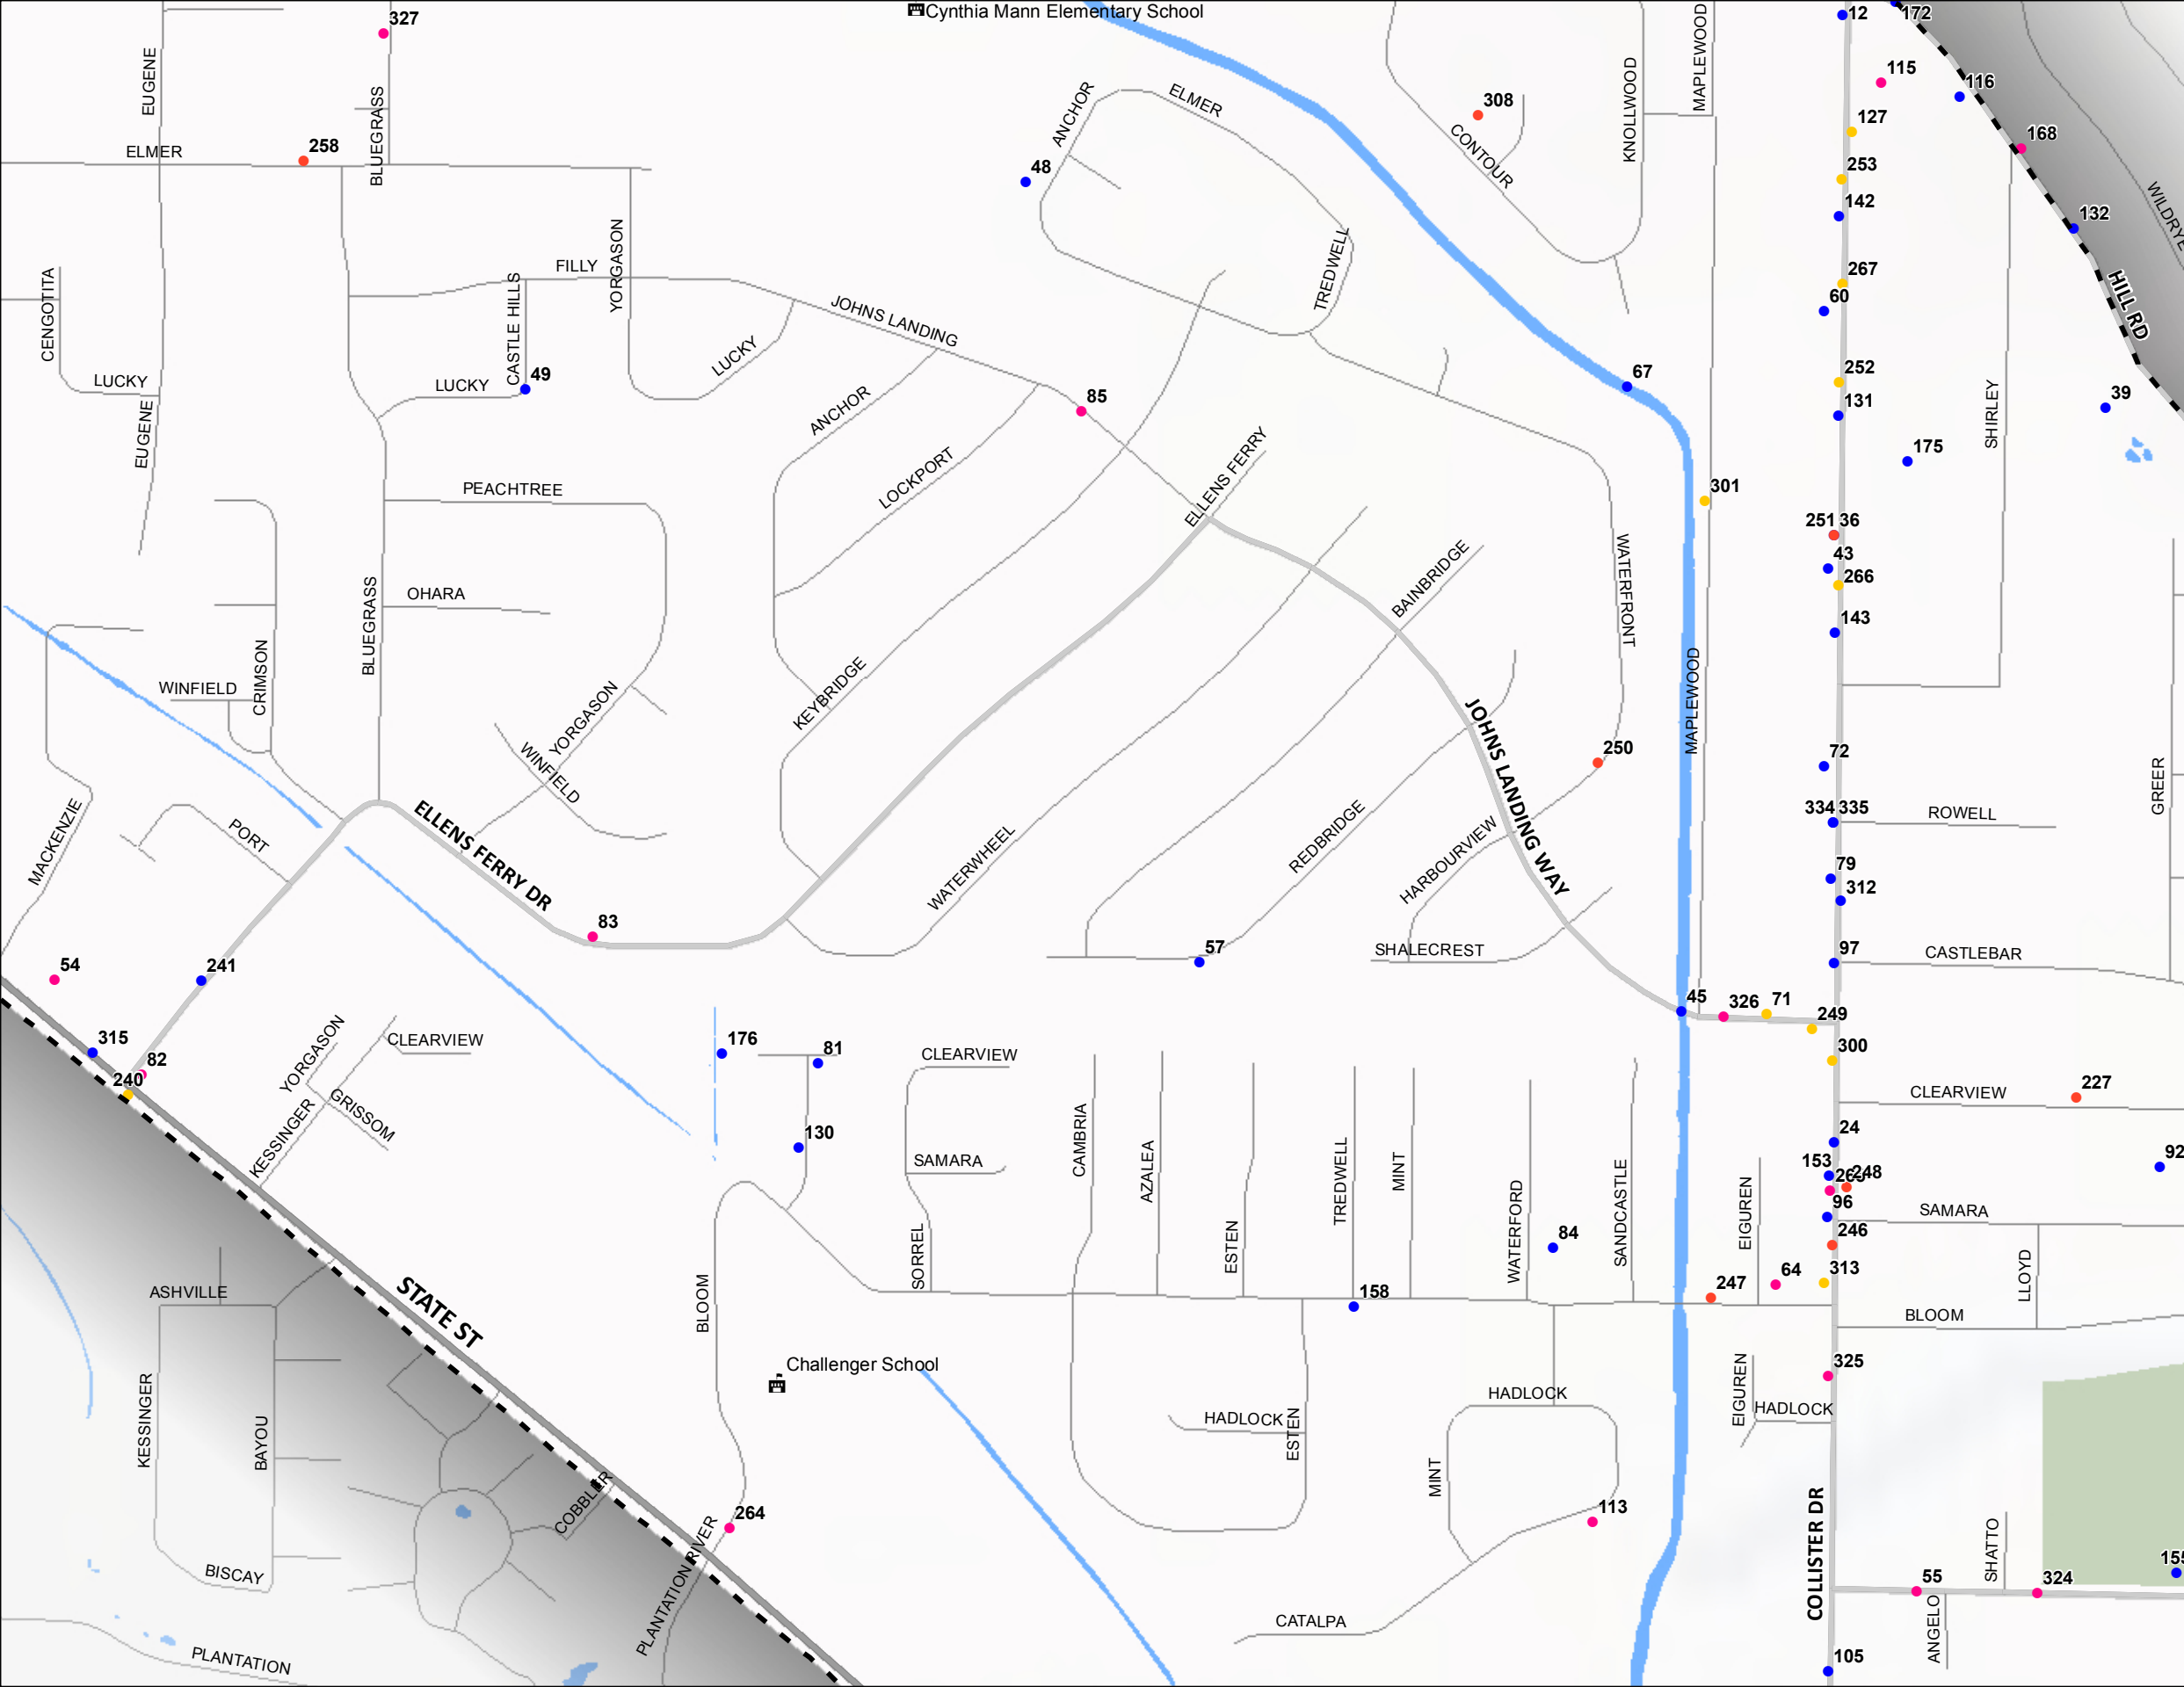 Cynthia Mann Elementary School
327
12
172
EUGENE
BLUEGRASS
ANCHOR
ELMER
308
KNOLLWOOD
MAPLEWOOD
115
116
127
168
258
ELMER
48
CONTOUR
253
142
132
WILDRYE
CENGOTITA
FILLY
YORGASON
CASTLE HILLS
JOHNS LANDING
TREDWELL
267
60
HILL RD
LUCKY
LUCKY
49
LUCKY
67
252
131
39
85
ANCHOR
SHIRLEY
EUGENE
175
PEACHTREE
LOCKPORT
ELLENS FERRY
301
251
36
43
266
BLUEGRASS
OHARA
BAINBRIDGE
WATERFRONT
143
CRIMSON
WINFIELD
KEYBRIDGE
YORGASON
WINFIELD
JOHNS LANDING WAY
MAPLEWOOD
250
72
GREER
334
335
ROWELL
MACKENZIE
PORT
ELLENS FERRY DR
WATERWHEEL
REDBRIDGE
HARBOURVIEW
79
312
83
57
SHALECREST
97
CASTLEBAR
54
241
45
326
71
249
315
82
240
YORGASON
CLEARVIEW
176
81
CLEARVIEW
300
CLEARVIEW
227
KESSINGER
GRISSOM
130
SAMARA
CAMBRIA
AZALEA
TREDWELL
MINT
24
153
248
92
96
SAMARA
246
WATERFORD
84
SANDCASTLE
EIGUREN
SORREL
ESTEN
247
64
313
LLOYD
ASHVILLE
STATE ST
BLOOM
158
BLOOM
Challenger School
325
KESSINGER
BAYOU
HADLOCK
ESTEN
HADLOCK
EIGUREN
HADLOCK
MINT
COBBLER
264
113
COLLISTER DR
SHATTO
155
BISCAY
PLANTATION RIVER
55
324
CATALPA
ANGELO
PLANTATION
105